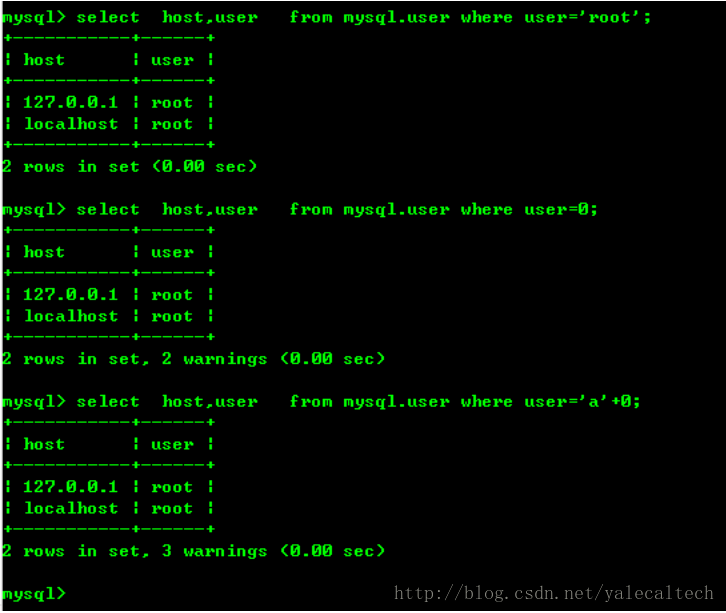 mysql> select  host,user   from mysql.user where user='root';
+-----------+------+
| host      | user |
+-----------+------+
| 127.0.0.1 | root |
| localhost | root |
+-----------+------+
2 rows in set (0.00 sec)
mysql> select  host,user   from mysql.user where user=0;
+-----------+------+
| host      | user |
+-----------+------+
| 127.0.0.1 | root |
| localhost | root |
+-----------+------+
2 rows in set, 2 warnings (0.00 sec)
mysql> select  host,user   from mysql.user where user='a'+0;
+-----------+------+
| host      | user |
+-----------+------+
| 127.0.0.1 | root |
| localhost | root |
+-----------+------+
2 rows in set, 3 warnings (0.00 sec)
mysql>
http://blog.csdn.net/yalecaltech